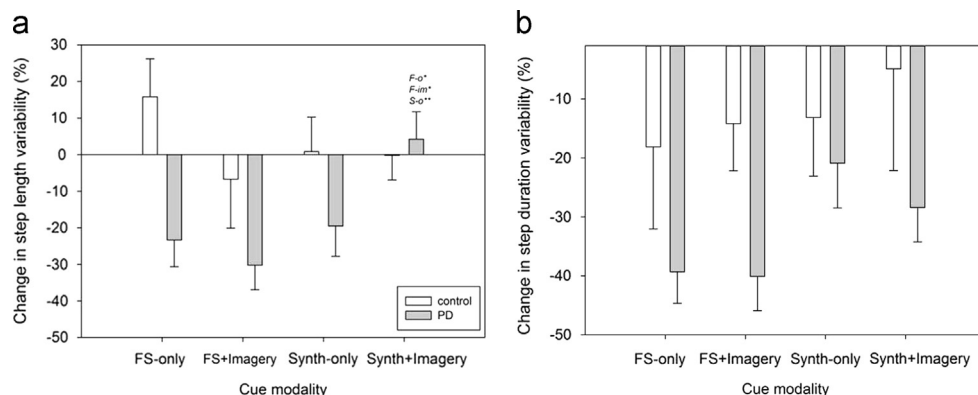 a
Change in step length variability (%)
30
20
10
0
-10
-20
-30
-40
-50
F-o*
F-im*
S-o**
control
PD
FS-only FS+Imagery Synth-only Synth+Imagery
Cue modality
b
Change in step duration variability (%)
-10
-20
-30
-40
-50
FS-only FS+Imagery Synth-only Synth+Imagery
Cue modality